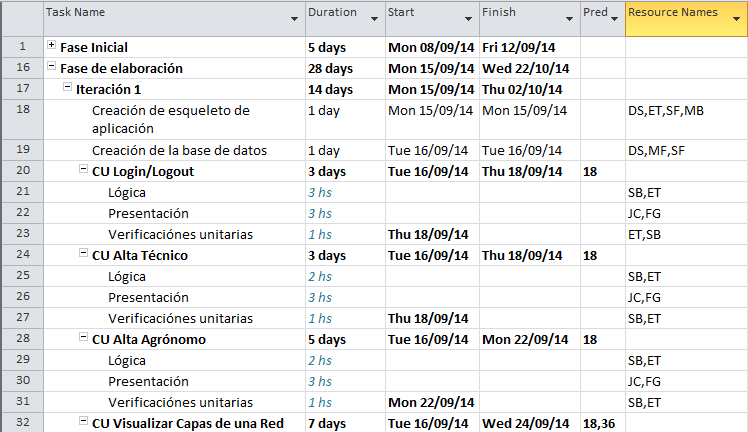 Task Name Duration Start Finish Pred Resource Names
1 Fase Inicial 5 days Mon 08/09/14 Fri 12/09/14
16 Fase de elaboración 28 days Mon 15/09/14 Wed 22/10/14
17 Iteración 1 14 days Mon 15/09/14 Thu 02/10/14
18 Creación de esqueleto de 1 day Mon 15/09/14 Mon 15/09/14 DS,ET,SF,MB
aplicación
19 Creación de la base de datos 1 day Tue 16/09/14 Tue 16/09/14 DS,MF,SF
20 CU Login/Logout 3 days Tue 16/09/14 Thu 18/09/14 18
21 Lógica 3 hs SB,ET
22 Presentación 3 hs JC,FG
23 Verificaciónes unitarias 1 hs Thu 18/09/14 ET,SB
24 CU Alta Técnico 3 days Tue 16/09/14 Thu 18/09/14 18
25 Lógica 2 hs SB,ET
26 Presentación 3 hs JC,FG
27 Verificaciónes unitarias 1 hs Thu 18/09/14 SB,ET
28 CU Alta Agrónomo 5 days Tue 16/09/14 Mon 22/09/14 18
29 Lógica 2 hs SB,ET
30 Presentación 3 hs JC,FG
31 Verificaciónes unitarias 1 hs Mon 22/09/14 SB,ET
32 CU Visualizar Capas de una Red 7 days Tue 16/09/14 Wed 24/09/14 18,36